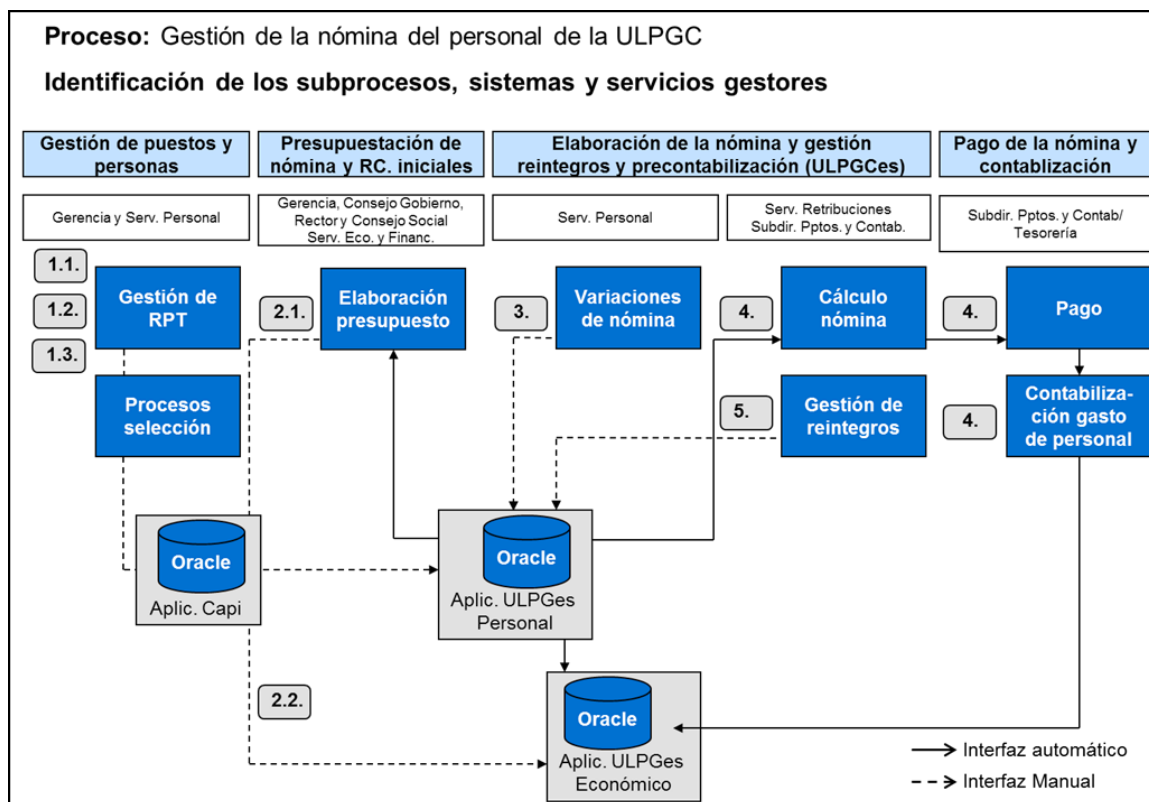 Proceso: Gestión de la nómina del personal de la ULPGC
Identificación de los subprocesos, sistemas y servicios gestores
Gestión de puestos y
personas
Presupuestación de
nómina y RC. iniciales
Elaboración de la nómina y gestión
reintegros y precontabilización (ULPGCes)
Pago de la nómina y
contablización
Gerencia y Serv. Personal
Gerencia, Consejo Gobierno,
Rector y Consejo Social
Serv. Eco. y Financ.
Serv. Personal
Serv. Retribuciones
Subdir. Pptos. y Contab.
Subdir. Pptos. y Contab/
Tesorería
1.1.
1.2.
1.3.
Gestión de
RPT
2.1.
Elaboración
presupuesto
3.
Variaciones
de nómina
4.
Cálculo
nómina
4.
Pago
Procesos
selección
5.
Gestión de
reintegros
4.
Contabiliza-
ción gasto
de personal
Oracle
Aplic. Capi
Oracle
Aplic. ULPGes
Personal
2.2.
Oracle
Aplic. ULPGes
Económico
Interfaz automático
Interfaz Manual